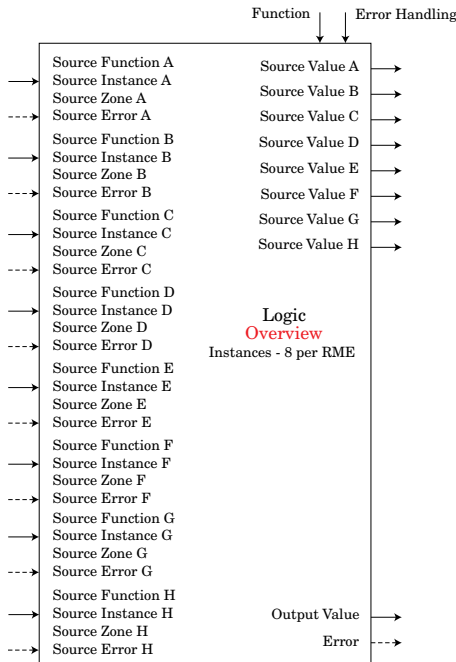 Function
Error Handling
Source Function A
Source Instance A
Source Zone A
Source Error A
Source Function B
Source Instance B
Source Zone B
Source Error B
Source Function C
Source Instance C
Source Zone C
Source Error C
Source Function D
Source Instance D
Source Zone D
Source Error D
Source Function E
Source Instance E
Source Zone E
Source Error E
Source Function F
Source Instance F
Source Zone F
Source Error F
Source Function G
Source Instance G
Source Zone G
Source Error G
Source Function H
Source Instance H
Source Zone H
Source Error H
Source Value A
Source Value B
Source Value C
Source Value D
Source Value E
Source Value F
Source Value G
Source Value H
Logic
Overview
Instances - 8 per RME
Output Value
Error